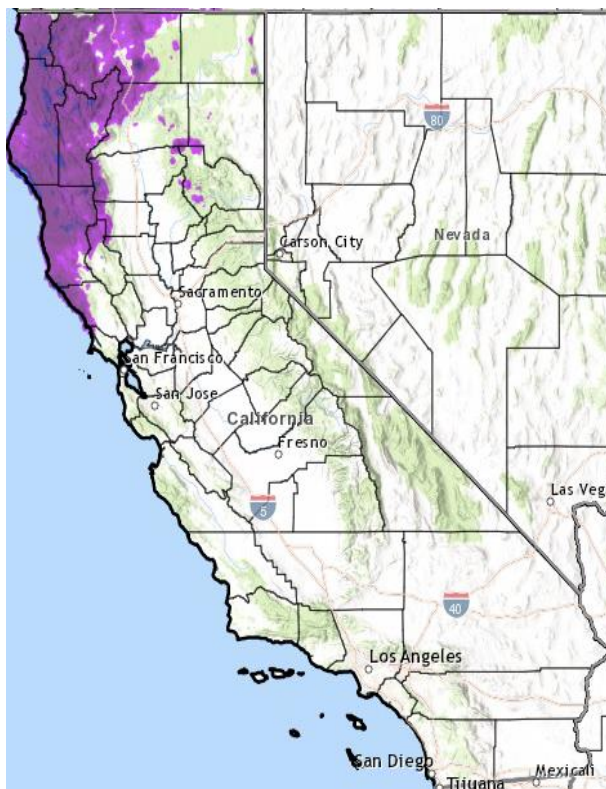 80
Nevada
Carson City
Sacramento
San Francisco
San Jose
California
Fresno
Las Veg
5
40
Los Angeles
San Diego
Mexicali
Tijuana